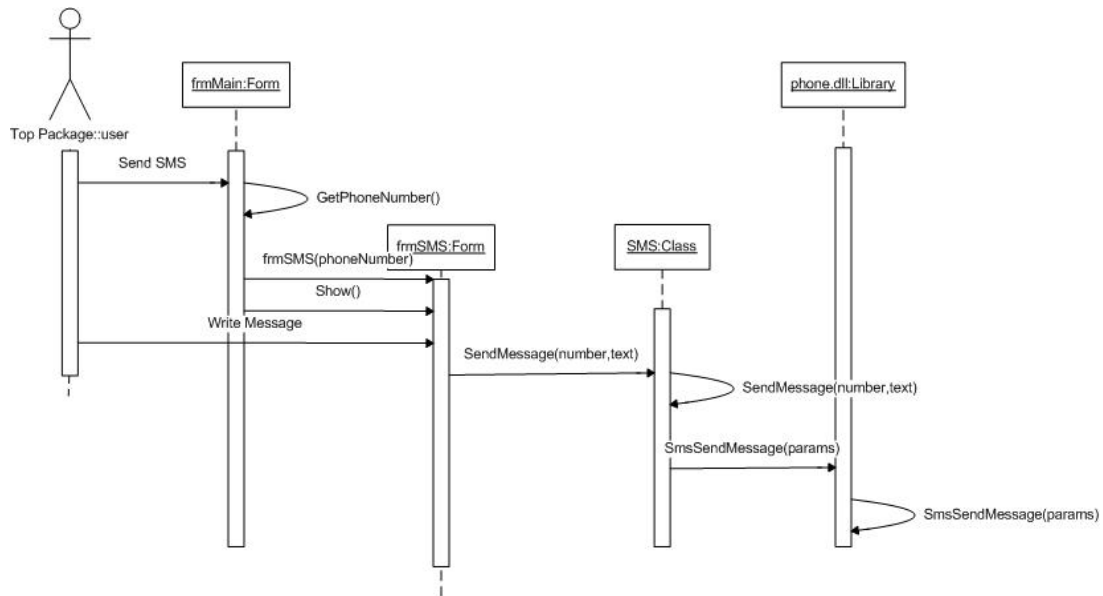 frmMain:Form
phone.dll:Library
Top Package::user
Send SMS
GetPhoneNumber()
frmSMS:Form
SMS:Class
frmSMS(phoneNumber)
Show()
Write Message
SendMessage(number,text)
SendMessage(number,text)
SmsSendMessage(params)
SmsSendMessage(params)